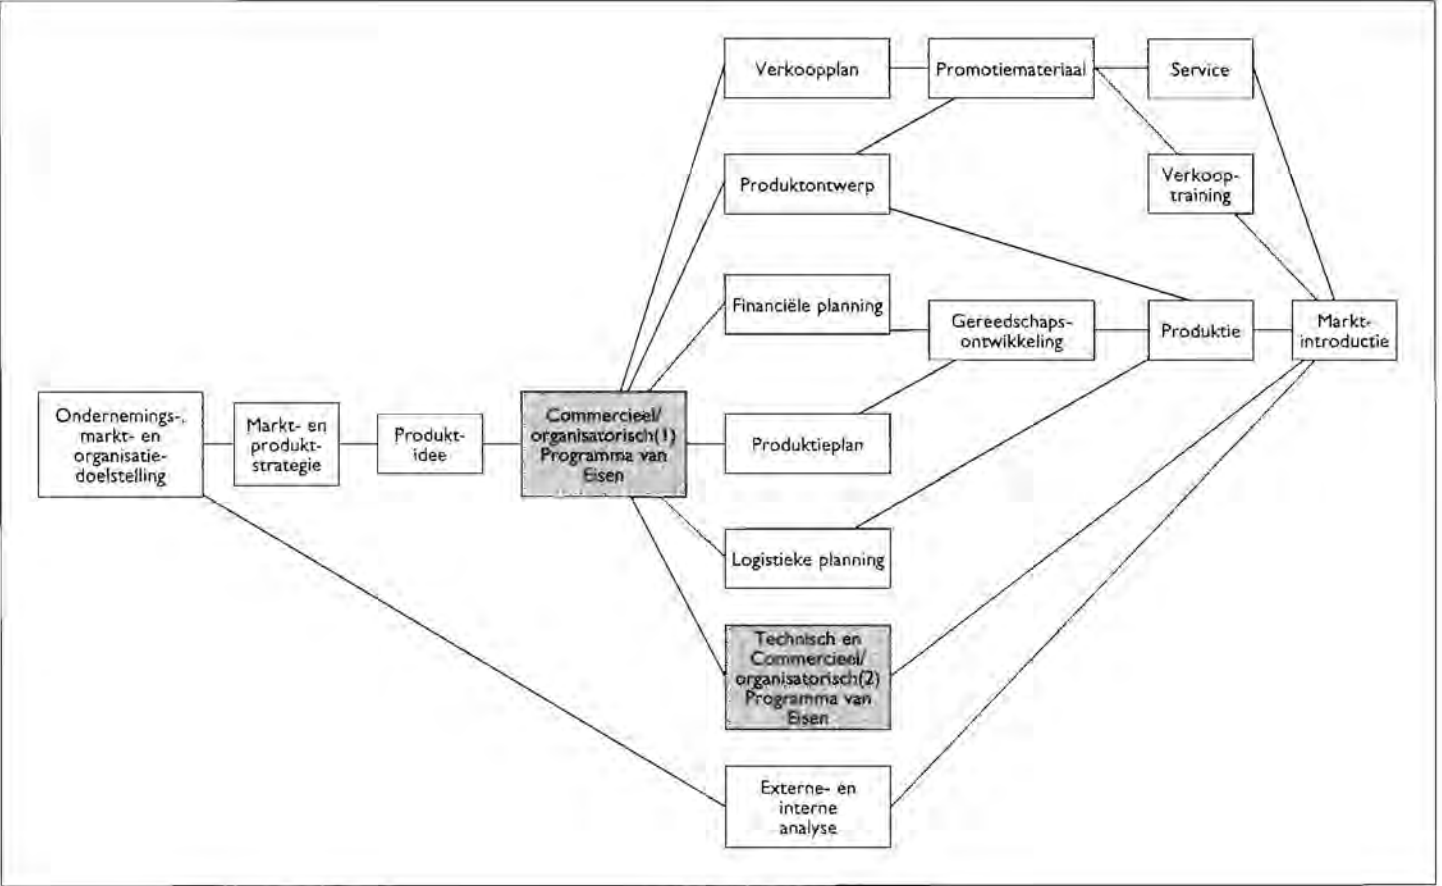 Verkoopplan
Promotiemateriaal
Service
Produktontwerp
Verkoop-
training
Financiële planning
Gereedschaps-
ontwikkeling
Produktie
Markt-
introductie
Ondernemings-,
markt- en
organisatie-
doelstelling
Markt- en
produkt-
strategie
Produkt-
idee
Commercieel/
organisatorisch(1)
Programma van
Eisen
Produktieplan
Logistieke planning
Technisch en
Commercieel/
organisatorisch(2)
Programma van
Eisen
Externe- en
interne
analyse